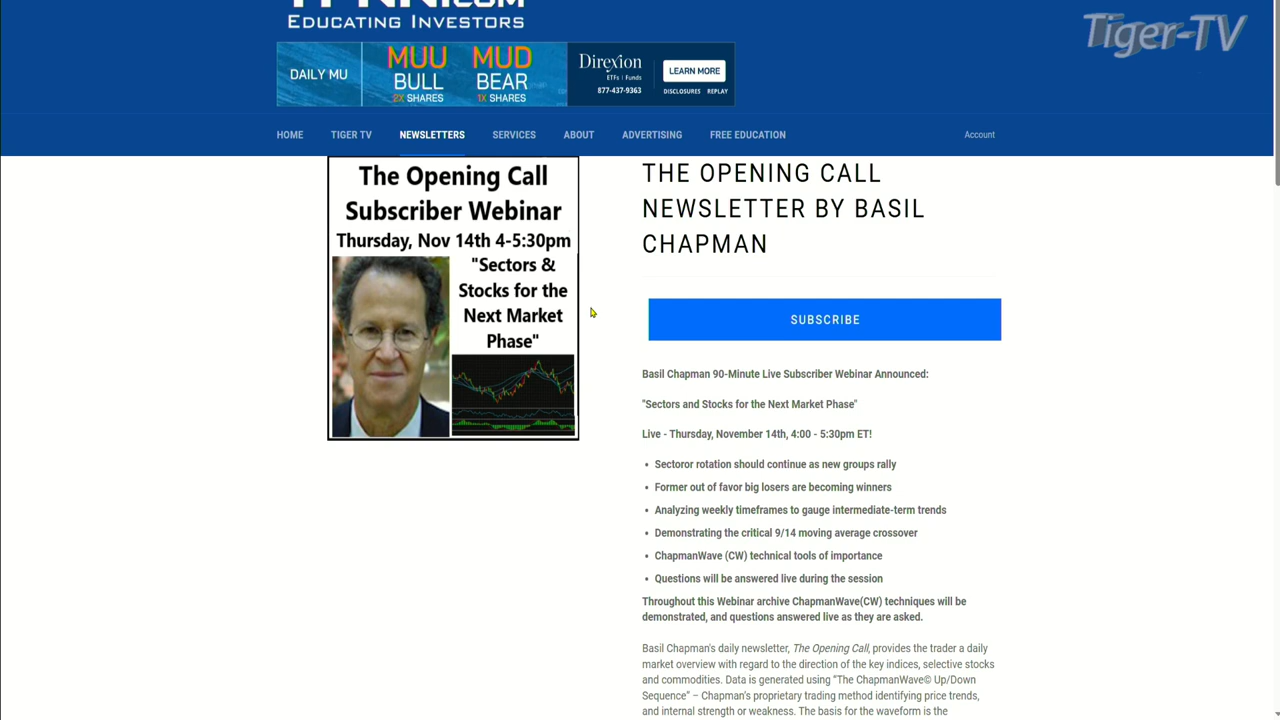 TFNN.COM
EDUCATING INVESTORS
Tiger-TV
DAILY MU
MUU
BULL
2X SHARES
MUD
BEAR
1X SHARES
Direxion
ETFs | Funds
877-437-9363
LEARN MORE
DISCLOSURES REPLAY
HOME TIGER TV NEWSLETTERS SERVICES ABOUT ADVERTISING FREE EDUCATION Account
The Opening Call
Subscriber Webinar
Thursday, Nov 14th 4-5:30pm
"Sectors &
Stocks for the
Next Market
Phase"
THE OPENING CALL
NEWSLETTER BY BASIL
CHAPMAN
SUBSCRIBE
Basil Chapman 90-Minute Live Subscriber Webinar Announced:
"Sectors and Stocks for the Next Market Phase"
Live - Thursday, November 14th, 4:00 - 5:30pm ET!
• Sectoror rotation should continue as new groups rally
• Former out of favor big losers are becoming winners
• Analyzing weekly timeframes to gauge intermediate-term trends
• Demonstrating the critical 9/14 moving average crossover
• ChapmanWave (CW) technical tools of importance
• Questions will be answered live during the session
Throughout this Webinar archive ChapmanWave(CW) techniques will be
demonstrated, and questions answered live as they are asked.
Basil Chapman's daily newsletter, The Opening Call, provides the trader a daily
market overview with regard to the direction of the key indices, selective stocks
and commodities. Data is generated using “The ChapmanWave© Up/Down
Sequence” – Chapman’s proprietary trading method identifying price trends,
and internal strength or weakness. The basis for the waveform is the